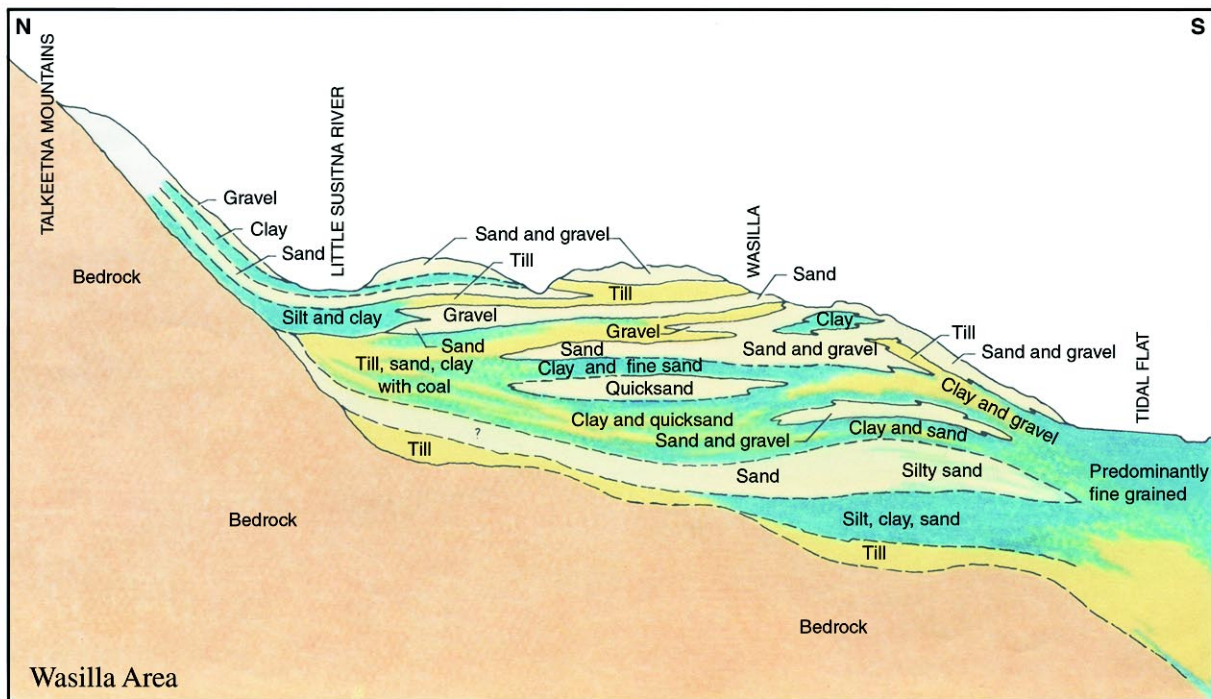 N
S
TALKEETNA MOUNTAINS
LITTLE SUSITNA RIVER
WASILLA
TIDAL FLAT
Gravel
Clay
Sand
Bedrock
Sand and gravel
Till
Sand
Till
Silt and clay
Gravel
Sand
Gravel
Clay
Till
Sand and gravel
Sand
Sand and gravel
Till, sand, clay
with coal
Clay and fine sand
Quicksand
Clay and gravel
Clay and quicksand
Sand and gravel
Clay and sand
?
Till
Sand
Silty sand
Predominantly
fine grained
Bedrock
Silt, clay, sand
Till
Bedrock
Wasilla Area